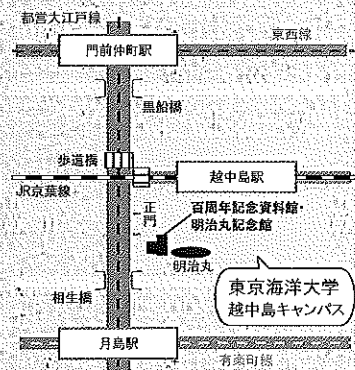 都営大江戸線
東西線
門前仲町駅
黒船橋
歩道橋
越中島駅
JR京葉線
正門
百周年記念資料館・
明治丸記念館
明治丸
東京海洋大学
越中島キャンパス
相生橋
月島駅
有楽町線